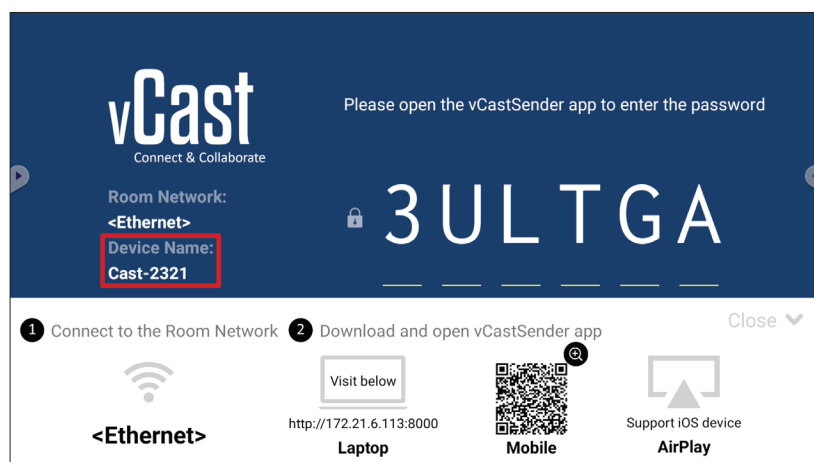 vCast
Connect & Collaborate
Please open the vCastSender app to enter the password
Room Network:
<Ethernet>
Device Name:
Cast-2321
3ULTGA
1 Connect to the Room Network
2 Download and open vCastSender app
Close
<Ethernet>
Visit below
http://172.21.6.113:8000
Laptop
Mobile
Support iOS device
AirPlay